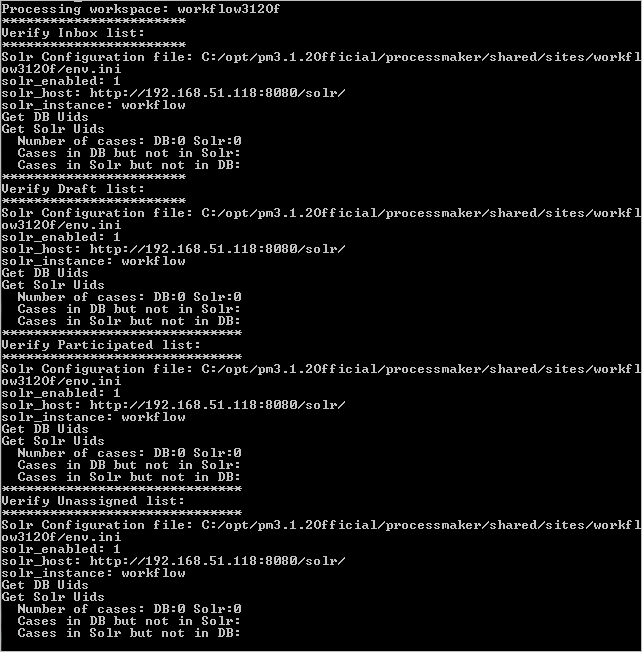 Processing workspace: workflow312Of
***********************
Verify Inbox list:
***********************
Solr Configuration file: C:/opt/pm3.1.2Official/processmaker/shared/sites/workfl
ow312Of/env.ini
solr_enabled: 1
solr_host: http://192.168.51.118:8080/solr/
solr_instance: workflow
Get DB Uids
Get Solr Uids
  Number of cases: DB:0 Solr:0
  Cases in DB but not in Solr:
  Cases in Solr but not in DB:
***********************
Verify Draft list:
***********************
Solr Configuration file: C:/opt/pm3.1.2Official/processmaker/shared/sites/workfl
ow312Of/env.ini
solr_enabled: 1
solr_host: http://192.168.51.118:8080/solr/
solr_instance: workflow
Get DB Uids
Get Solr Uids
  Number of cases: DB:0 Solr:0
  Cases in DB but not in Solr:
  Cases in Solr but not in DB:
******************************
Verify Participated list:
******************************
Solr Configuration file: C:/opt/pm3.1.2Official/processmaker/shared/sites/workfl
ow312Of/env.ini
solr_enabled: 1
solr_host: http://192.168.51.118:8080/solr/
solr_instance: workflow
Get DB Uids
Get Solr Uids
  Number of cases: DB:0 Solr:0
  Cases in DB but not in Solr:
  Cases in Solr but not in DB:
******************************
Verify Unassigned list:
******************************
Solr Configuration file: C:/opt/pm3.1.2Official/processmaker/shared/sites/workfl
ow312Of/env.ini
solr_enabled: 1
solr_host: http://192.168.51.118:8080/solr/
solr_instance: workflow
Get DB Uids
Get Solr Uids
  Number of cases: DB:0 Solr:0
  Cases in DB but not in Solr:
  Cases in Solr but not in DB: